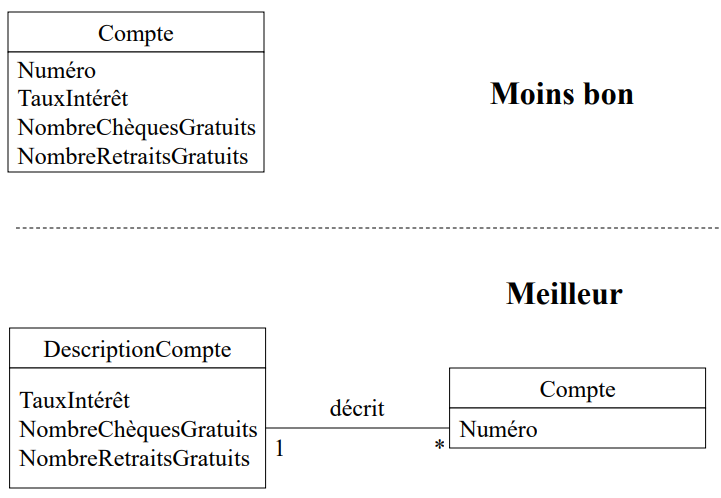 Compte
Numéro
TauxIntérêt
NombreChèquesGratuits
NombreRetraitsGratuits
Moins bon
Meilleur
DescriptionCompte
TauxIntérêt
NombreChèquesGratuits
NombreRetraitsGratuits
décrit
1
*
Compte
Numéro